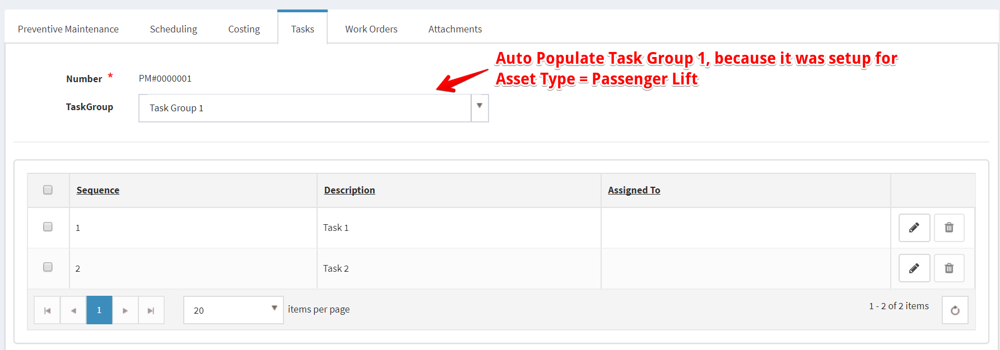 Preventive Maintenance Scheduling Costing Tasks Work Orders Attachments
Auto Populate Task Group 1, because it was setup for
Asset Type = Passenger Lift
Number * PM#0000001
TaskGroup Task Group 1
Sequence Description Assigned To
1 Task 1
2 Task 2
1 20 items per page 1 - 2 of 2 items